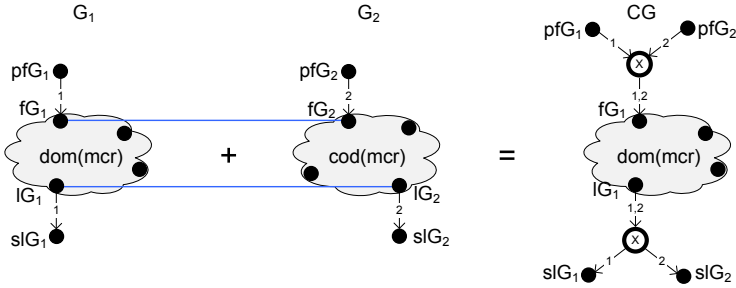 G₁ G₂ CG
pfG₁ pfG₂ pfG₁ 1 2 pfG₂
x
1 2 1,2
fG₁ fG₂ fG₁
dom(mcr) + cod(mcr) = dom(mcr)
lG₁ lG₂ lG₁
1 2 1,2
slG₁ slG₂ x
1 2
slG₁ slG₂